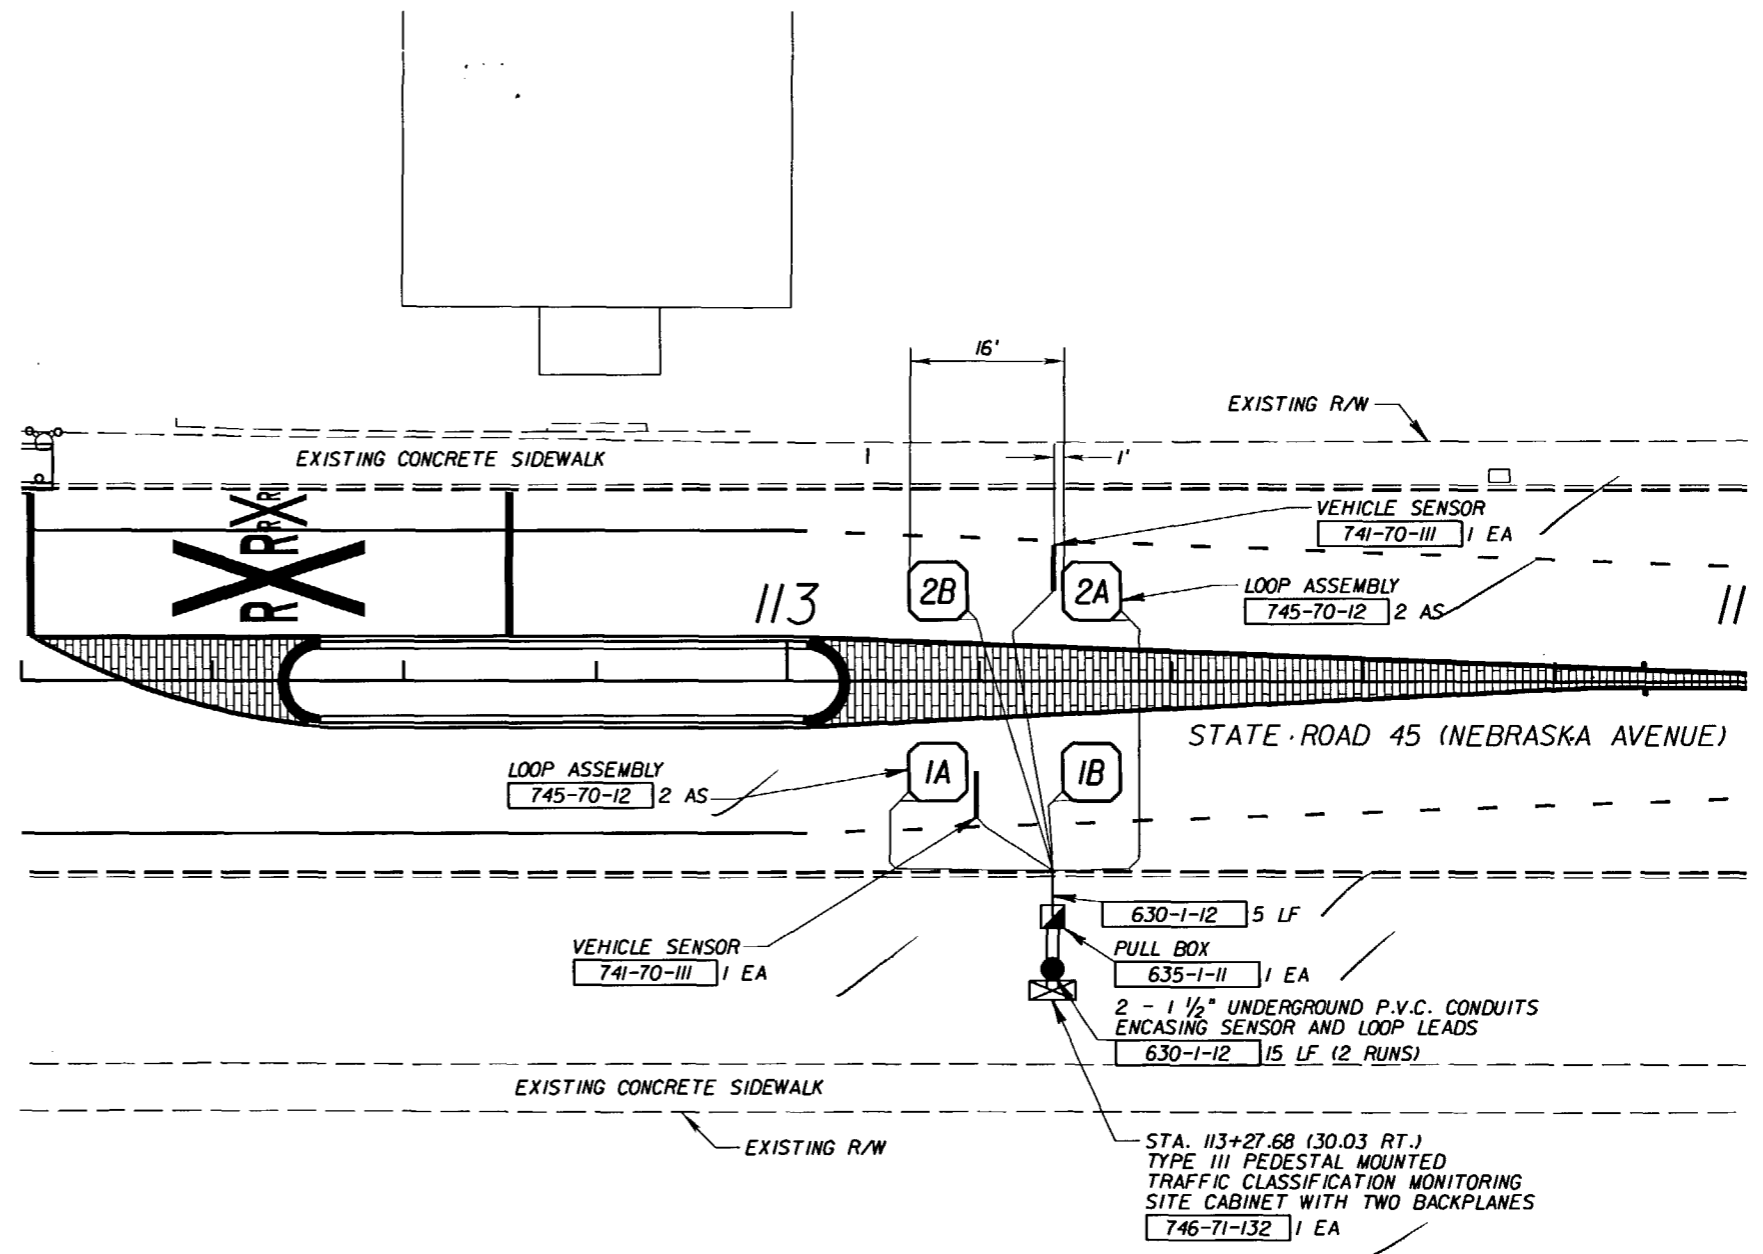 16'
EXISTING R/W
EXISTING CONCRETE SIDEWALK
1'
VEHICLE SENSOR
741-70-111 1 EA
R X R
R X R
113
2B
2A
LOOP ASSEMBLY
745-70-12 2 AS
11
STATE ROAD 45 (NEBRASKA AVENUE)
LOOP ASSEMBLY
745-70-12 2 AS
1A
1B
630-1-12 5 LF
VEHICLE SENSOR
741-70-111 1 EA
PULL BOX
635-1-11 1 EA
2 - 1 1/2" UNDERGROUND P.V.C. CONDUITS
ENCASING SENSOR AND LOOP LEADS
630-1-12 15 LF (2 RUNS)
EXISTING CONCRETE SIDEWALK
EXISTING R/W
STA. 113+27.68 (30.03 RT.)
TYPE III PEDESTAL MOUNTED
TRAFFIC CLASSIFICATION MONITORING
SITE CABINET WITH TWO BACKPLANES
746-71-132 1 EA